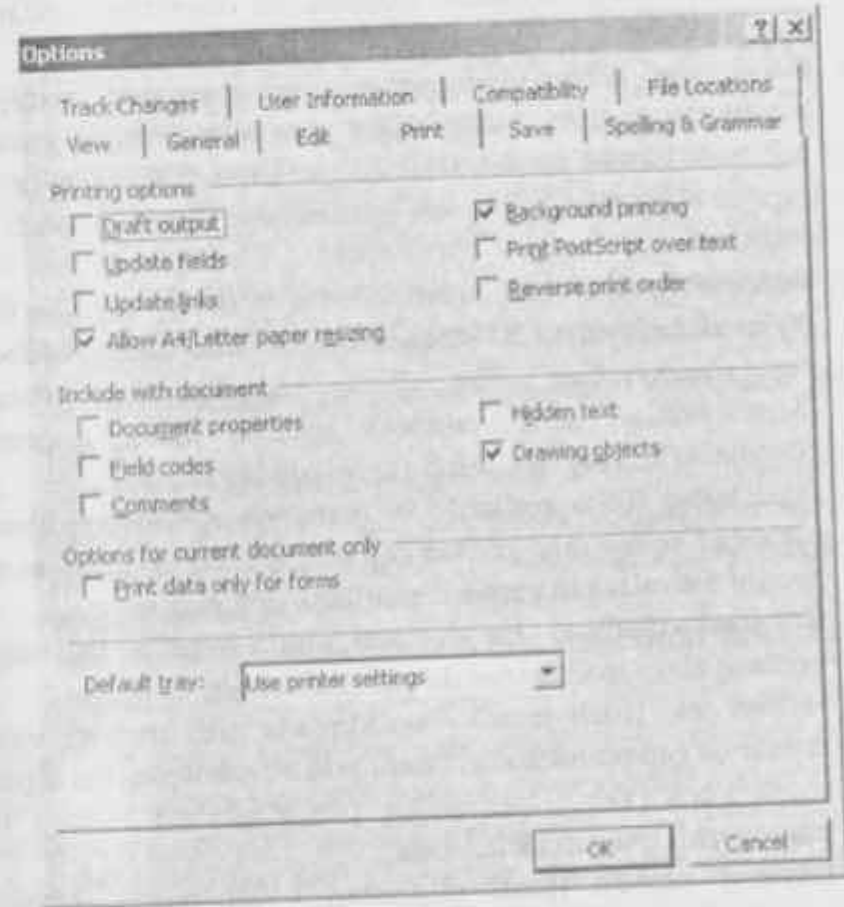 Options
Track Changes User Information Compatibility File Locations
View General Edit Print Save Spelling & Grammar
Printing options
Draft output
Background printing
Update fields
Print PostScript over text
Update links
Reverse print order
Allow A4/Letter paper resizing
Include with document
Document properties
Hidden text
Field codes
Drawing objects
Comments
Options for current document only
Print data only for forms
Default tray: Use printer settings
OK Cancel